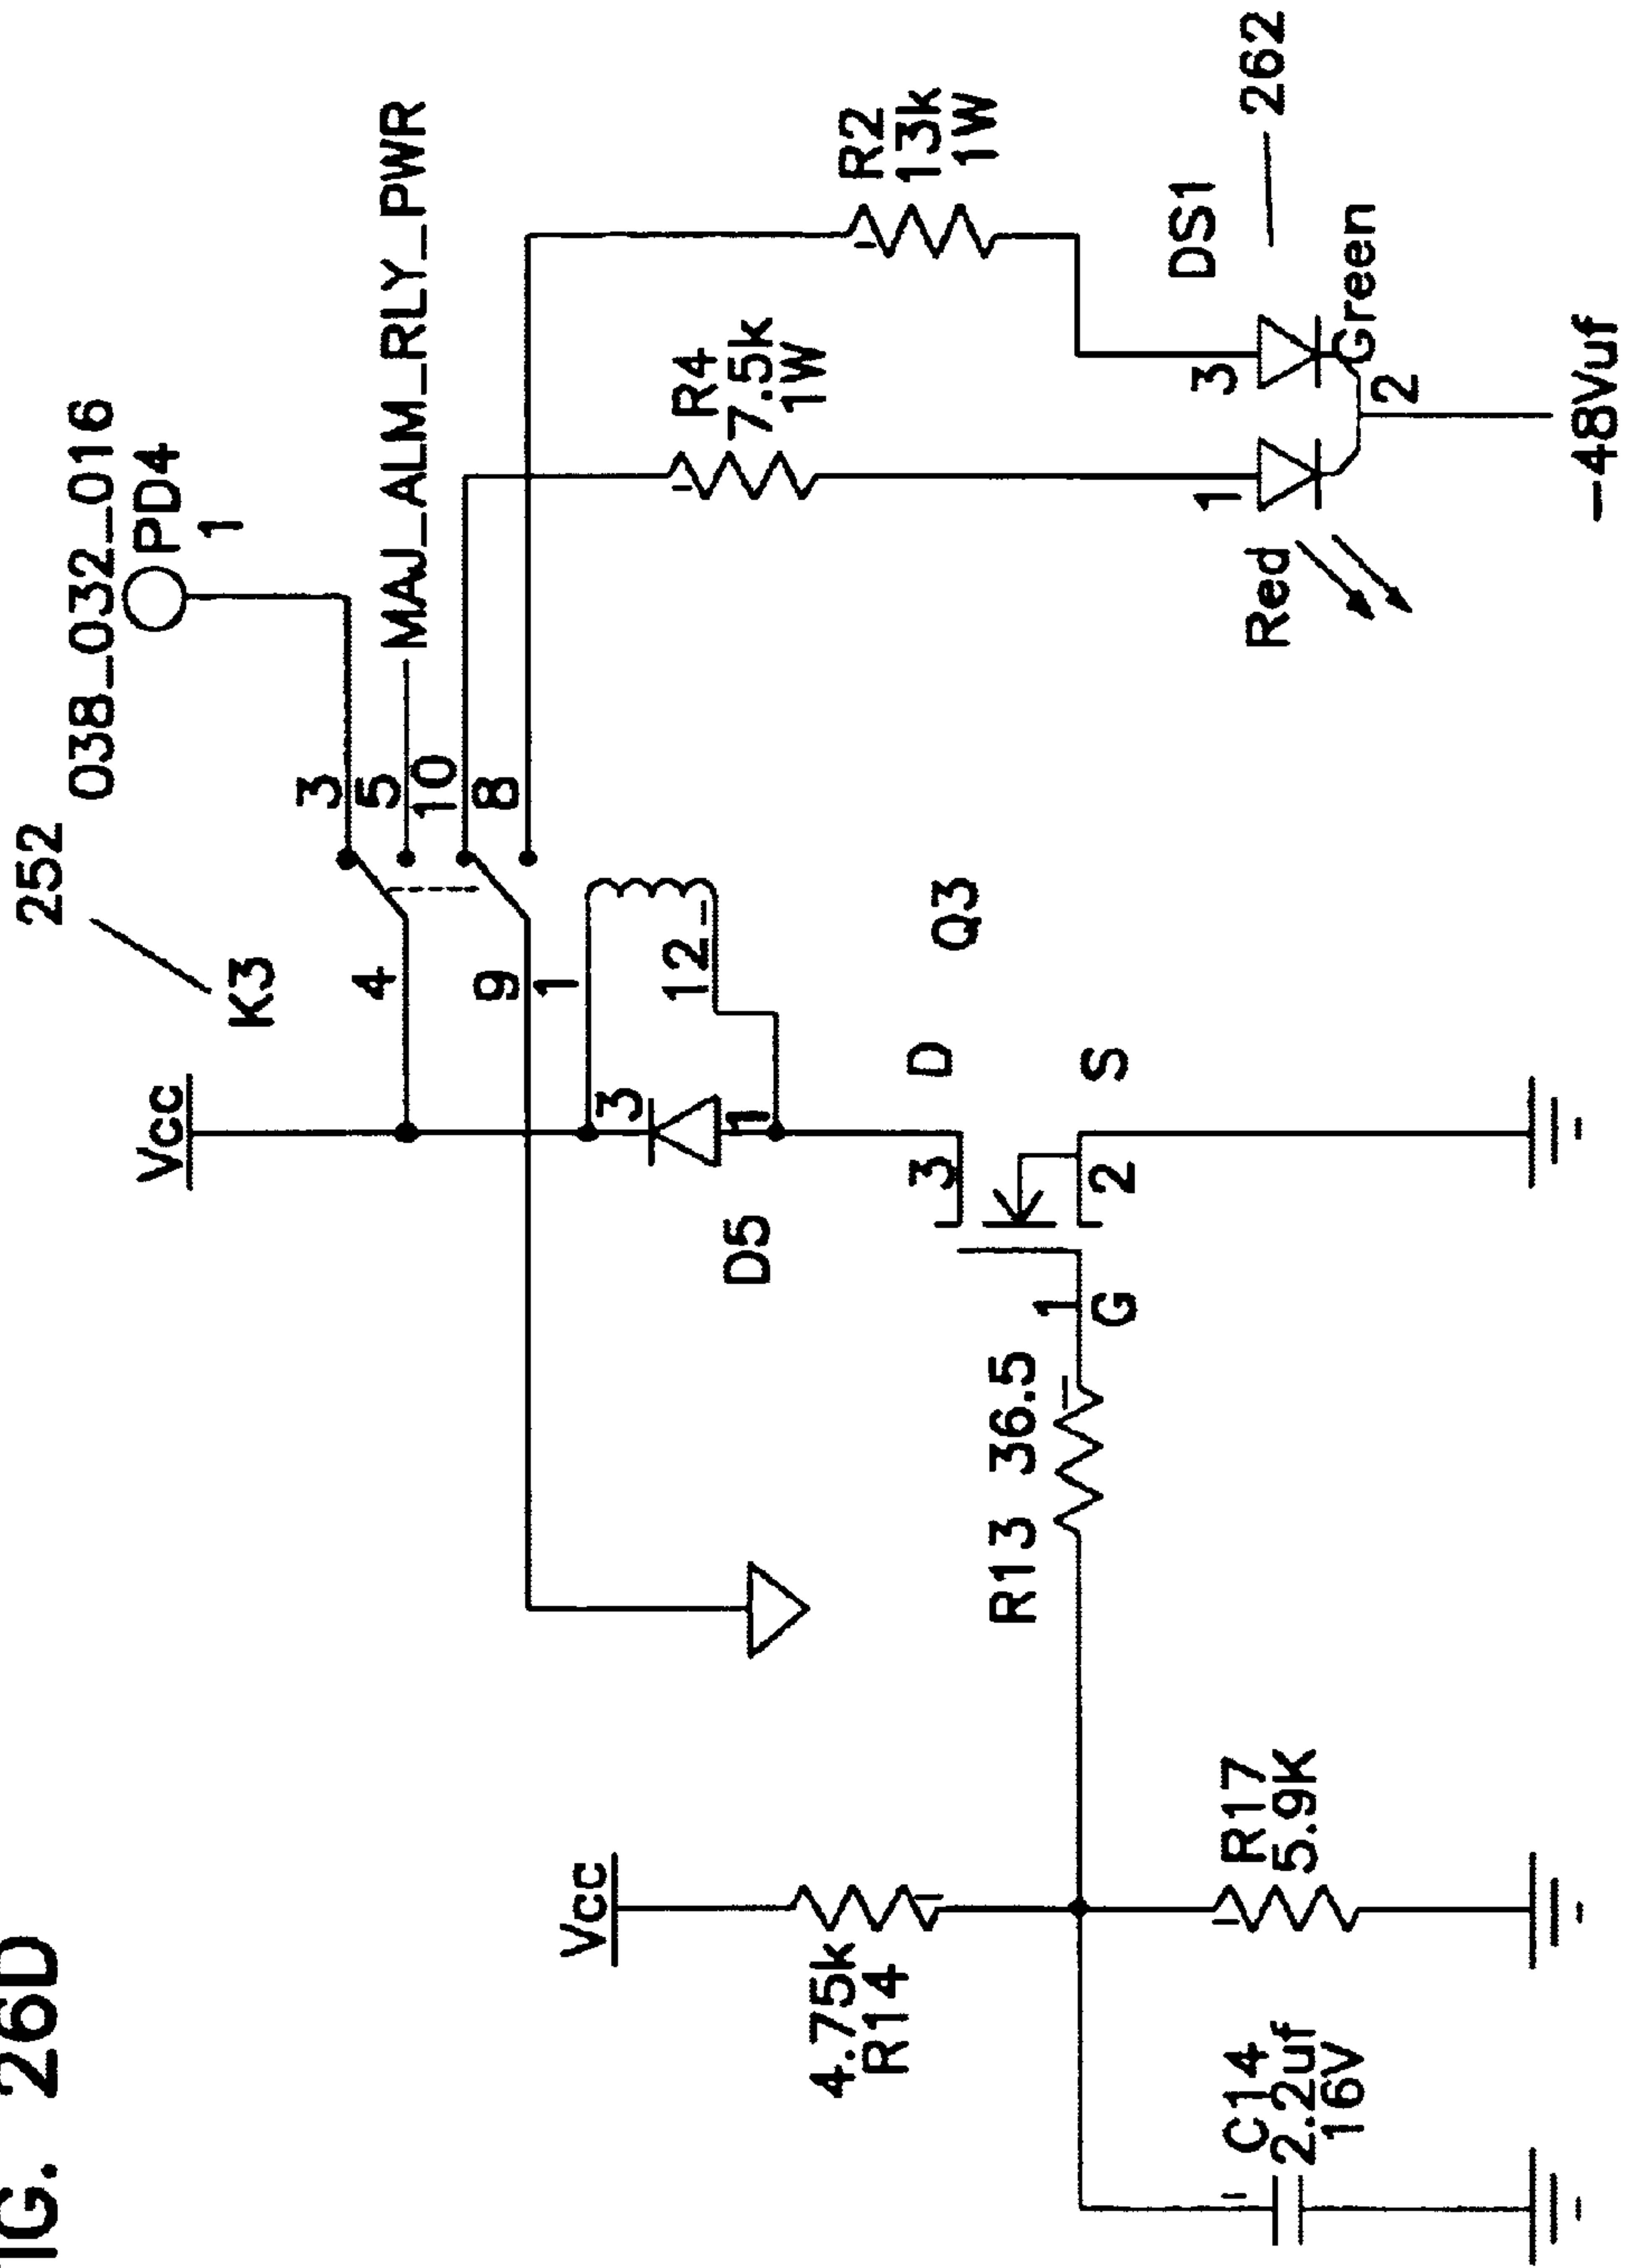 FIG. 26D
252
K3
038_032_016
PD4
1
MAJ_ALM_RLY_PWR
Vcc
4
3
5
10
8
9
1
12
3
1
D5
R4
7.5k
1W
R2
13k
1W
DS1
262
3
1
Red
Green
2
-48Vuf
Q3
D
3
S
2
1
G
R13 36.5
Vcc
4.75k
R14
R17
5.9K
C14
2.2uf
16V